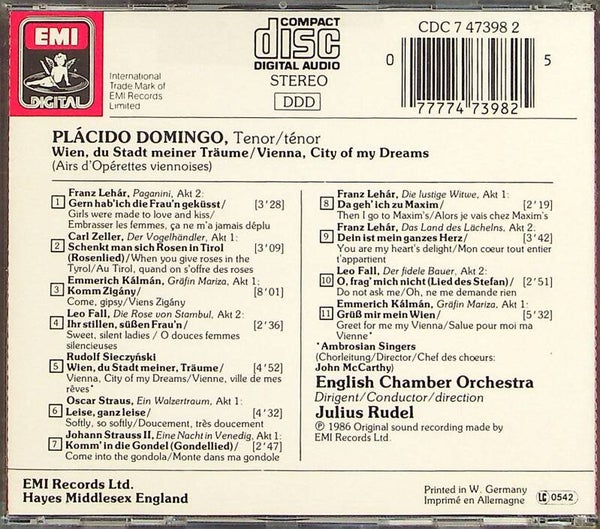 EMI
DIGITAL
International
Trade Mark of
EMI Records
Limited
COMPACT
disc
DIGITAL AUDIO
STEREO
DDD
CDC 7 47398 2
0 77774 73982 5
PLÁCIDO DOMINGO, Tenor/ténor
Wien, du Stadt meiner Träume/Vienna, City of my Dreams
(Airs d'Opérettes viennoises)
Franz Lehár, Paganini, Akt 2:
1 Gern hab'ich die Frau'n geküsst/ [3'28]
Girls were made to love and kiss/
Embrasser les femmes, ça ne m'a jamais déplu
Carl Zeller, Der Vogelhändler, Akt 1:
2 Schenkt man sich Rosen in Tirol [3'09]
(Rosenlied)/When you give roses in the
Tyrol/Au Tirol, quand on s'offre des roses
Emmerich Kálmán, Gräfin Mariza, Akt 1:
3 Komm Zigány/ [8'01]
Come, gipsy/Viens Zigány
Leo Fall, Die Rose von Stambul, Akt 2:
4 Ihr stillen, süßen Frau'n/ [2'36]
Sweet, silent ladies / O douces femmes
silencieuses
Rudolf Sieczyński
5 Wien, du Stadt meiner, Träume/ [4'52]
Vienna, City of my Dreams/Vienne, ville de mes
rêves*
Oscar Straus, Ein Walzertraum, Akt 1:
6 Leise, ganz leise/ [4'32]
Softly, so softly/Doucement, très doucement
Johann Strauss II, Eine Nacht in Venedig, Akt 1:
7 Komm' in die Gondel (Gondellied)/ [2'47]
Come into the gondola/Monte dans ma gondole
Franz Lehár, Die lustige Witwe, Akt 1:
8 Da geh' ich zu Maxim/ [2'19]
Then I go to Maxim's/Alors je vais chez Maxim's
Franz Lehár, Das Land des Lächelns, Akt 2.
9 Dein ist mein ganzes Herz/ [3'42]
You are my heart's delight/Mon cœur tout entier
t'appartient
Leo Fall, Der fidele Bauer, Akt 2:
10 O, frag' mich nicht (Lied des Stefan)/ [2'51]
Do not ask me/Oh, ne me demande rien
Emmerich Kálmán, Gräfin Mariza, Akt 1:
11 Grüß mir mein Wien/ [5'32]
Greet for me my Vienna/Salue pour moi ma
Vienne*
*Ambrosian Singers
(Chorleitung/Director/Chef des chœurs:
John McCarthy)
English Chamber Orchestra
Dirigent/Conductor/direction
Julius Rudel
℗ 1986 Original sound recording made by
EMI Records Ltd.
EMI Records Ltd.
Hayes Middlesex England
Printed in W. Germany
Imprimé en Allemagne
LC 0542